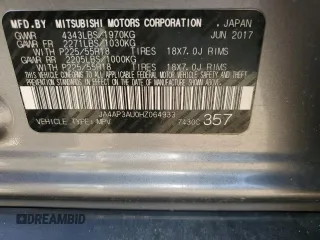 MFD. BY MITSUBISHI MOTORS CORPORATION, JAPAN
GVWR 4343LBS/1970KG JUN 2017
GAWR FR 2271LBS/1030KG TIRES RIMS
WITH P225/55R18 18X7.0J
GAWR RR 2205LBS/1000KG TIRES RIMS
WITH P225/55R18 18X7.0J
THIS VEHICLE CONFORMS TO ALL APPLICABLE FEDERAL MOTOR VEHICLE SAFETY, BUMPER, AND THEFT PREVENTION STANDARDS IN EFFECT ON THE DATE OF MANUFACTURE SHOWN ABOVE.
JA4AP3AU0HZ064933
VEHICLE TYPE: MPV 7430C 357
DIDABID